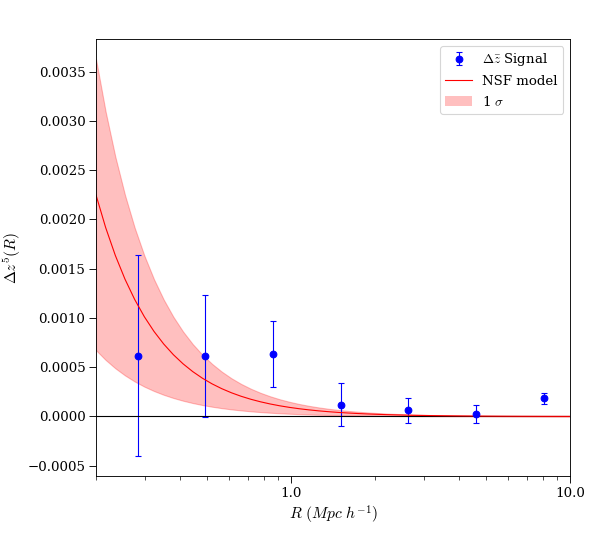 Δz̄ Signal
NSF model
1 σ
0.0035
0.0030
0.0025
0.0020
0.0015
0.0010
0.0005
0.0000
−0.0005
Δz̄⁵(R)
1.0
10.0
R (Mpc h⁻¹)